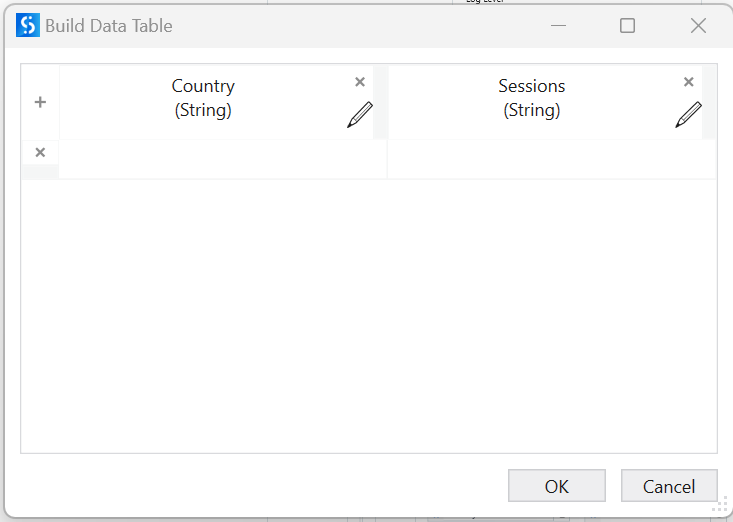 Build Data Table
Country
(String)
Sessions
(String)
OK
Cancel